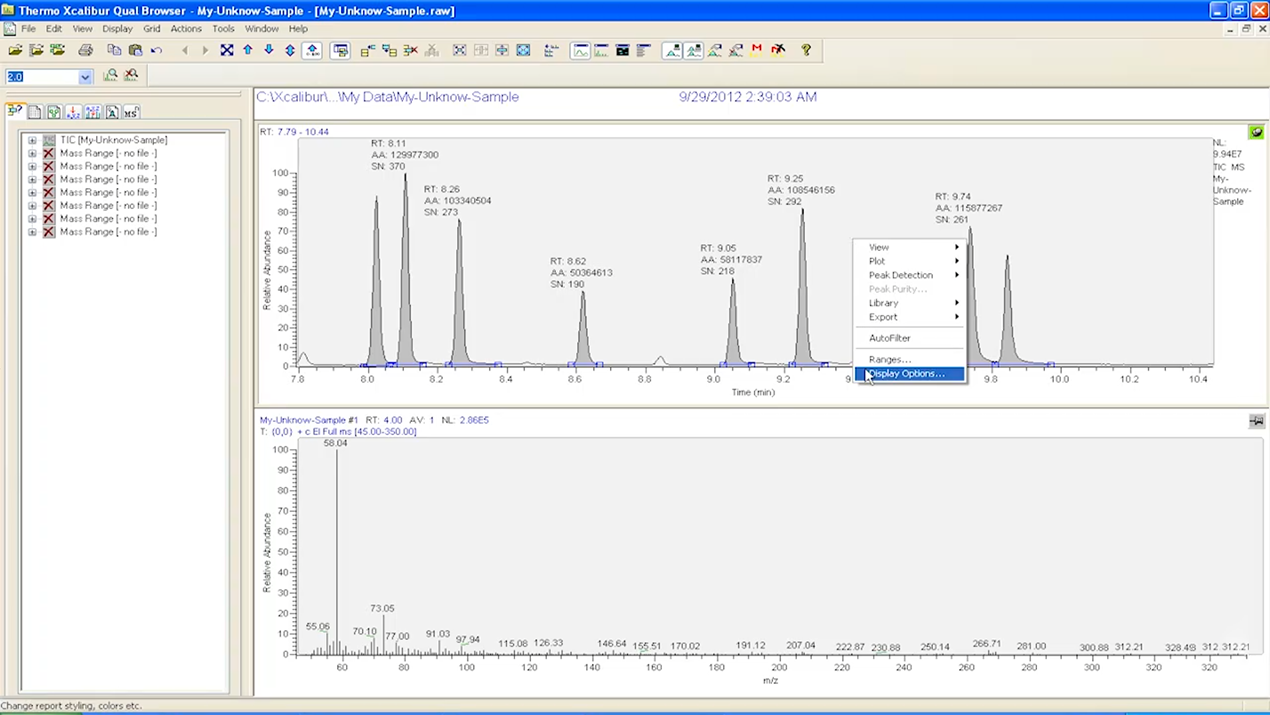 Thermo Xcalibur Qual Browser - My-Unknow-Sample - [My-Unknow-Sample.raw]
File Edit View Display Grid Actions Tools Window Help
2.0
C:\Xcalibur\...\My Data\My-Unknow-Sample
9/29/2012 2:39:03 AM
TIC [My-Unknow-Sample]
Mass Range [- no file -]
Mass Range [- no file -]
Mass Range [- no file -]
Mass Range [- no file -]
Mass Range [- no file -]
Mass Range [- no file -]
Mass Range [- no file -]
RT: 7.79 - 10.44
RT: 8.11
AA: 129977300
SN: 370
RT: 8.26
AA: 103340504
SN: 273
RT: 8.62
AA: 50364613
SN: 190
RT: 9.05
AA: 58117837
SN: 218
RT: 9.25
AA: 108546156
SN: 292
RT: 9.74
AA: 115877267
SN: 261
NL:
9.94E7
TIC MS
My-
Unknow-
Sample
View
Plot
Peak Detection
Peak Purity...
Library
Export
AutoFilter
Ranges...
Display Options...
Relative Abundance
100
90
80
70
60
50
40
30
20
10
0
7.8 8.0 8.2 8.4 8.6 8.8 9.0 9.2 9.8 10.0 10.2 10.4
Time (min)
My-Unknow-Sample #1 RT: 4.00 AV: 1 NL: 2.86E5
T: {0,0} + c EI Full ms [45.00-350.00]
Relative Abundance
100
90
80
70
60
50
40
30
20
10
0
58.04
73.05
55.06 70.10 77.00 91.03 97.94 115.08 126.33 146.64 155.51 170.02 191.12 207.04 222.87 230.88 250.14 266.71 281.00 300.88 312.21 328.49 312.21
60 80 100 120 140 160 180 200 220 240 260 280 300 320
m/z
Change report styling, colors etc.